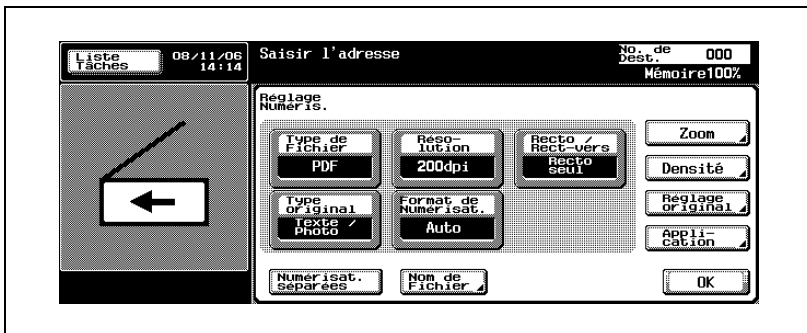 Liste
Tâches
08/11/06
14:14
Saisir l'adresse
No. de
Dest.
000
Mémoire100%
Réglage
Numéris.
Type de
Fichier
PDF
Réso-
lution
200dpi
Recto /
Rect-vers
Recto
seul
Zoom
Densité
Type
original
Texte /
Photo
Format de
Numérisat.
Auto
Réglage
original
Appli-
cation
Numérisat.
séparées
Nom de
Fichier
OK